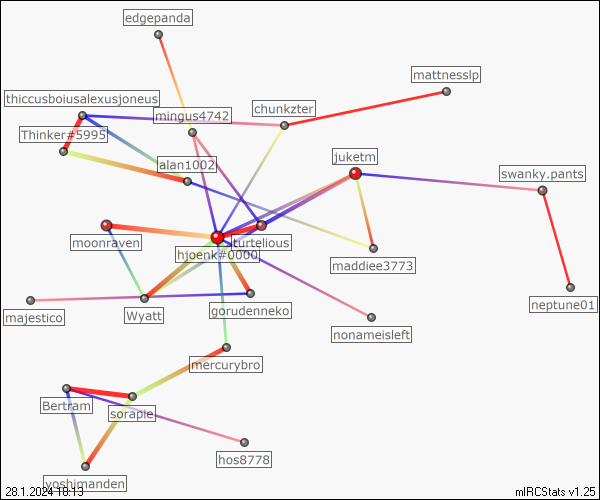 edgepanda
mattnesslp
thiccusboiusalexusjoneus
mingus4742
chunkzter
Thinker#5995
alan1002
juketm
swanky.pants
moonraven
turtelious
hjoenk#0000
maddiee3773
majestico
Wyatt
gorudenneko
neptune01
nonameisleft
mercurybro
Bertram
sorapie
hos8778
yoshimanden
28.1.2024 18:13
mIRCStats v1.25